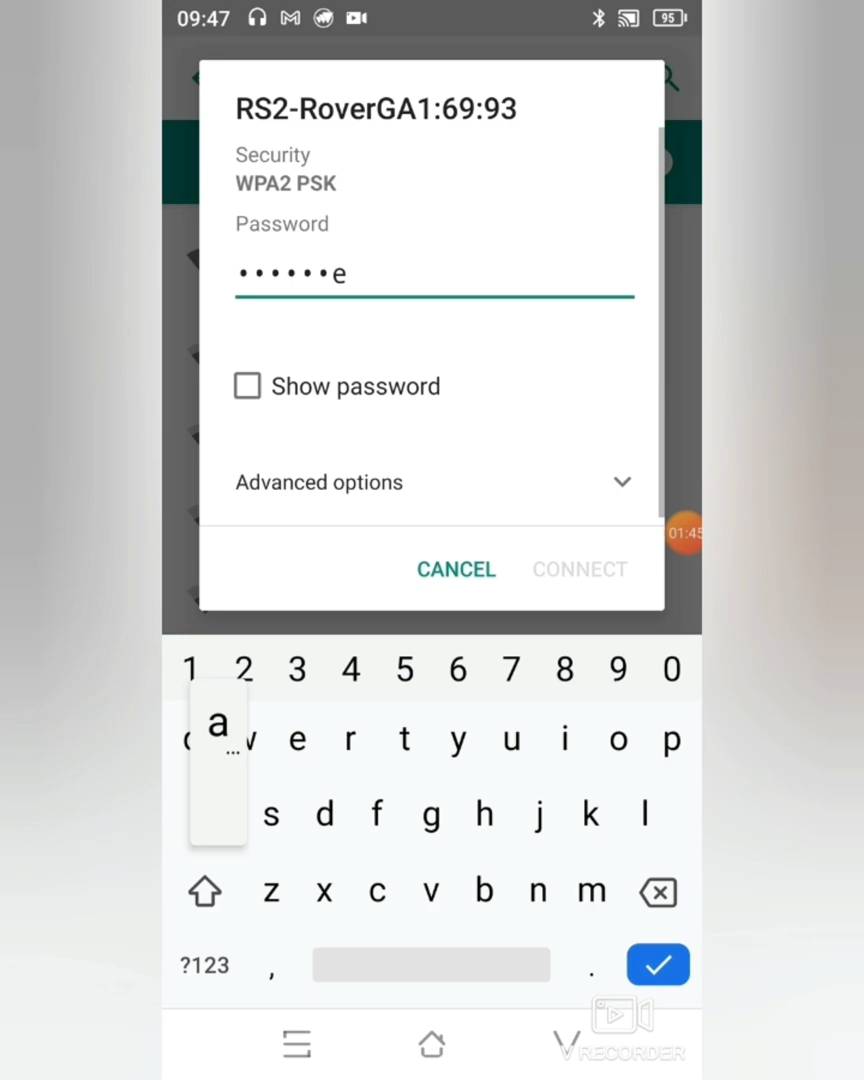 09:47 95
RS2-RoverGA1:69:93
Security
WPA2 PSK
Password
••••••e
Show password
Advanced options
01:45
CANCEL CONNECT
1 2 3 4 5 6 7 8 9 0
a...
e r t y u i o p
s d f g h j k l
z x c v b n m
?123 , .
VRECORDER